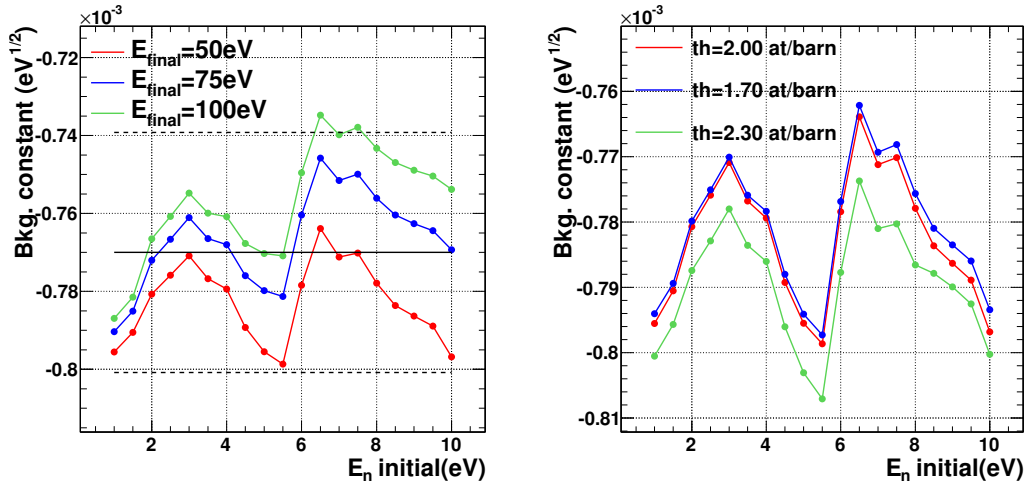 ×10⁻³
Bkg. constant (eV^1/2)
E_final=50eV
E_final=75eV
E_final=100eV
-0.72
-0.74
-0.76
-0.78
-0.8
2 4 6 8 10
E_n initial(eV)
×10⁻³
Bkg. constant (eV^1/2)
th=2.00 at/barn
th=1.70 at/barn
th=2.30 at/barn
-0.76
-0.77
-0.78
-0.79
-0.8
-0.81
2 4 6 8 10
E_n initial(eV)